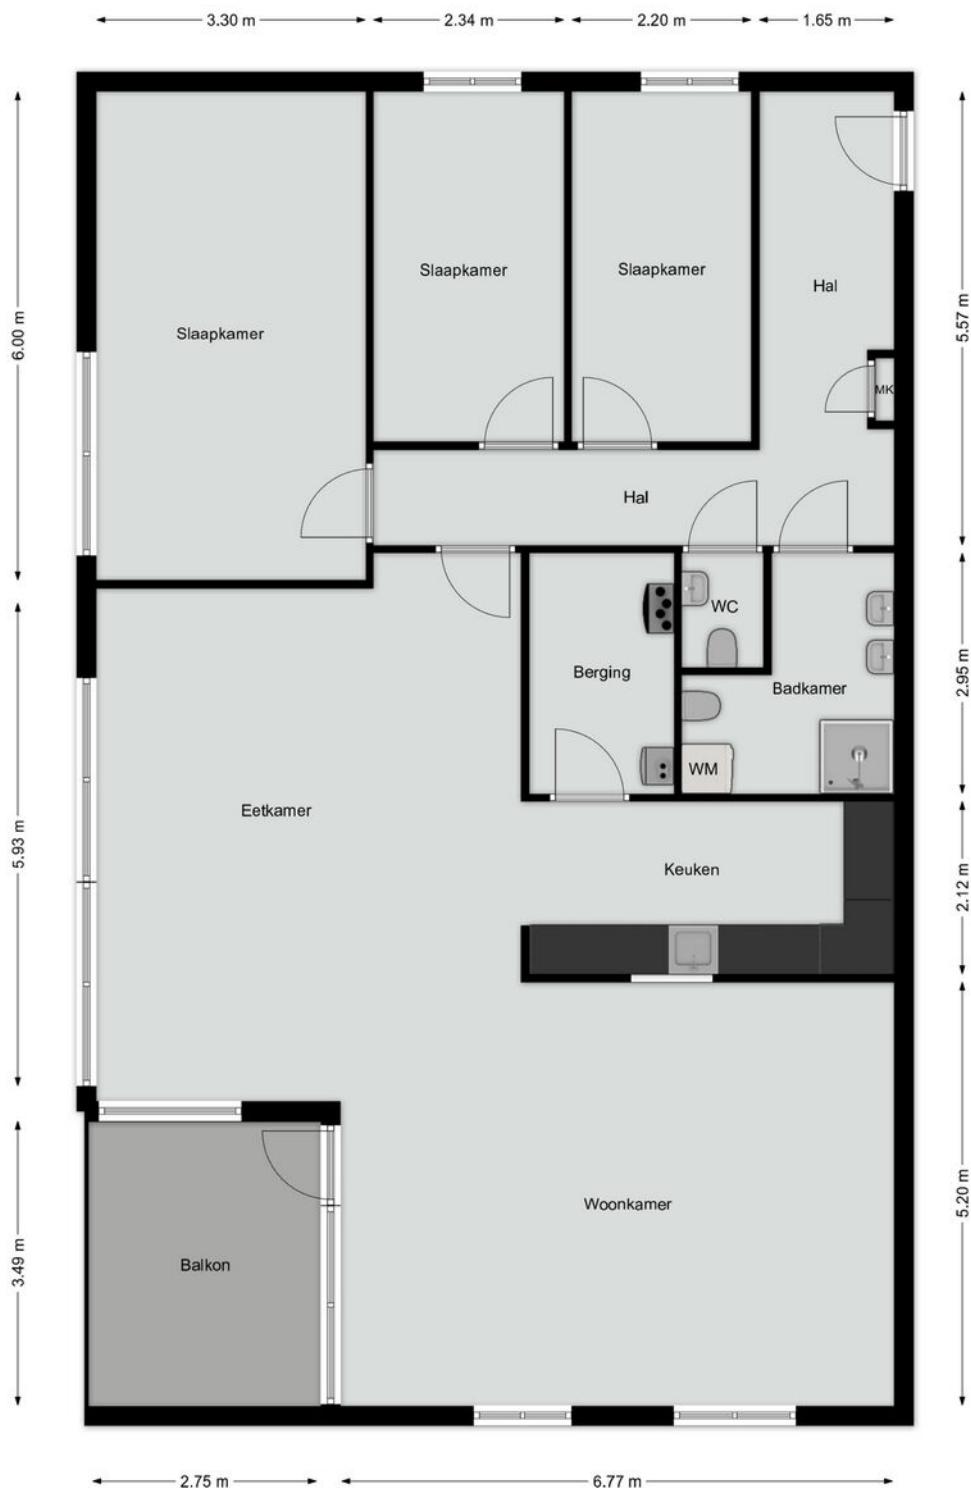 3.30 m
2.34 m
2.20 m
1.65 m
6.00 m
5.57 m
Slaapkamer
Slaapkamer
Slaapkamer
Hal
MK
Hal
WC
Berging
Badkamer
WM
2.95 m
Eetkamer
5.93 m
Keuken
2.12 m
Woonkamer
5.20 m
Balkon
3.49 m
2.75 m
6.77 m